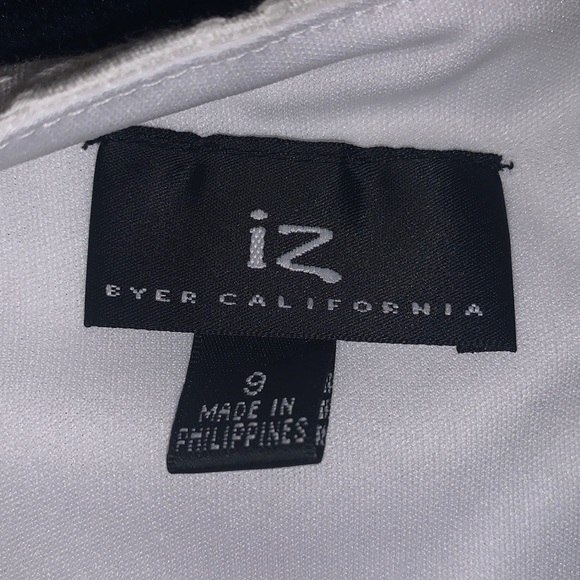 iz
BYER CALIFORNIA
9
MADE IN
PHILIPPINES